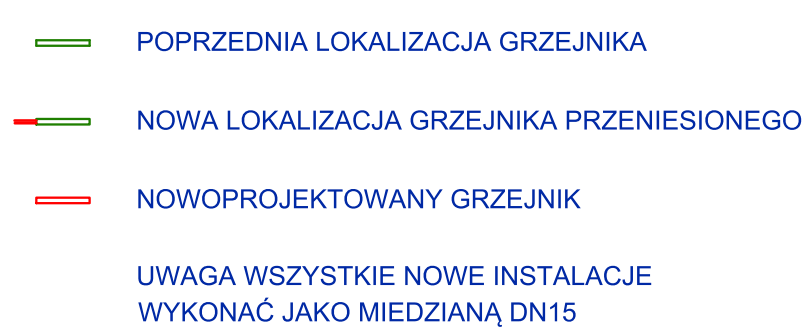 POPRZEDNIA LOKALIZACJA GRZEJNIKA
NOWA LOKALIZACJA GRZEJNIKA PRZENIESIONEGO
NOWOPROJEKTOWANY GRZEJNIK
UWAGA WSZYSTKIE NOWE INSTALACJE
WYKONAĆ JAKO MIEDZIANĄ DN15